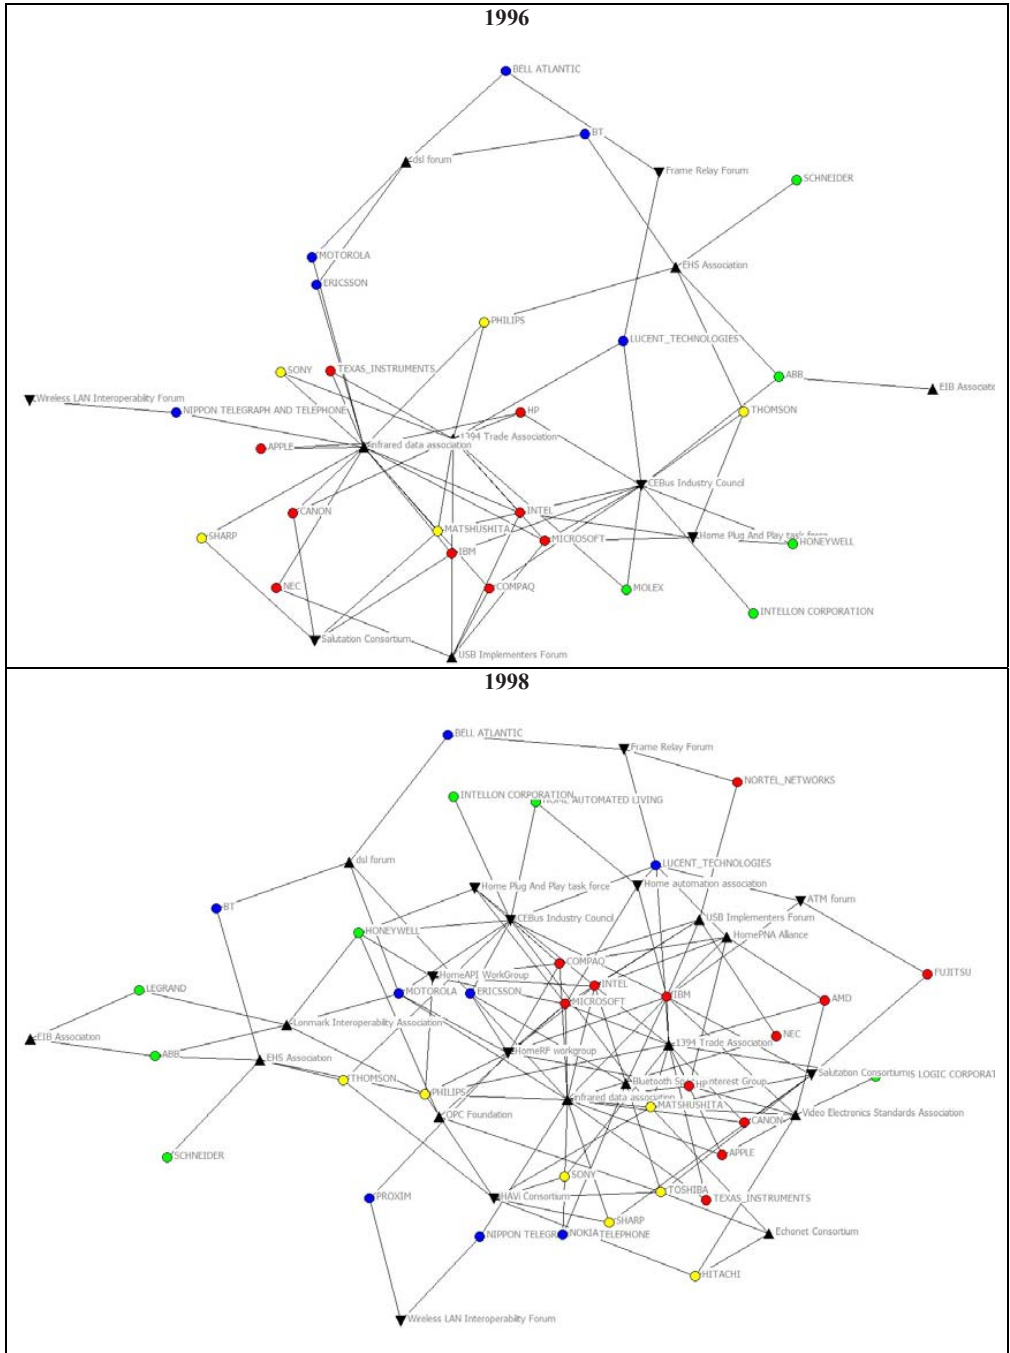 1996
BELL ATLANTIC
BT
dsl forum
Frame Relay Forum
SCHNEIDER
MOTOROLA
EHS Association
ERICSSON
PHILIPS
LUCENT_TECHNOLOGIES
SONY
TEXAS_INSTRUMENTS
ABB
EIB Associatic
Wireless LAN Interoperability Forum
NIPPON TELEGRAPH AND TELEPHONE
HP
THOMSON
1394 Trade Association
APPLE
infrared data association
CEBus Industry Council
CANON
INTEL
MATSHUSHITA
SHARP
MICROSOFT
Home Plug And Play task force
HONEYWELL
IBM
NEC
COMPAQ
MOLEX
INTELLON CORPORATION
Salutation Consortium
USB Implementers Forum
1998
BELL ATLANTIC
Frame Relay Forum
NORTEL_NETWORKS
INTELLON CORPORATION
HOME AUTOMATED LIVING
dsl forum
LUCENT_TECHNOLOGIES
Home Plug And Play task force
Home automation association
ATM forum
BT
CEBus Industry Council
USB Implementers Forum
HONEYWELL
HomePNA Alliance
COMPAQ
HomeAPI WorkGroup
FUJITSU
INTEL
LEGRAND
MOTOROLA
ERICSSON
MICROSOFT
IBM
AMD
Lonmark Interoperability Association
EIB Association
NEC
1394 Trade Association
HomeRF workgroup
ABB
EHS Association
THOMSON
Salutation Consortium
S LOGIC CORPORAT
Bluetooth Sp
nterest Group
PHILIPS
infrared data association
MATSHUSHITA
OPC Foundation
Video Electronics Standards Association
CANON
SCHNEIDER
APPLE
SONY
PROXIM
HAVi Consortium
TOSHIBA
TEXAS_INSTRUMENTS
SHARP
NIPPON TELEGR
NOKIA
TELEPHONE
Echonet Consortium
HITACHI
Wireless LAN Interoperability Forum